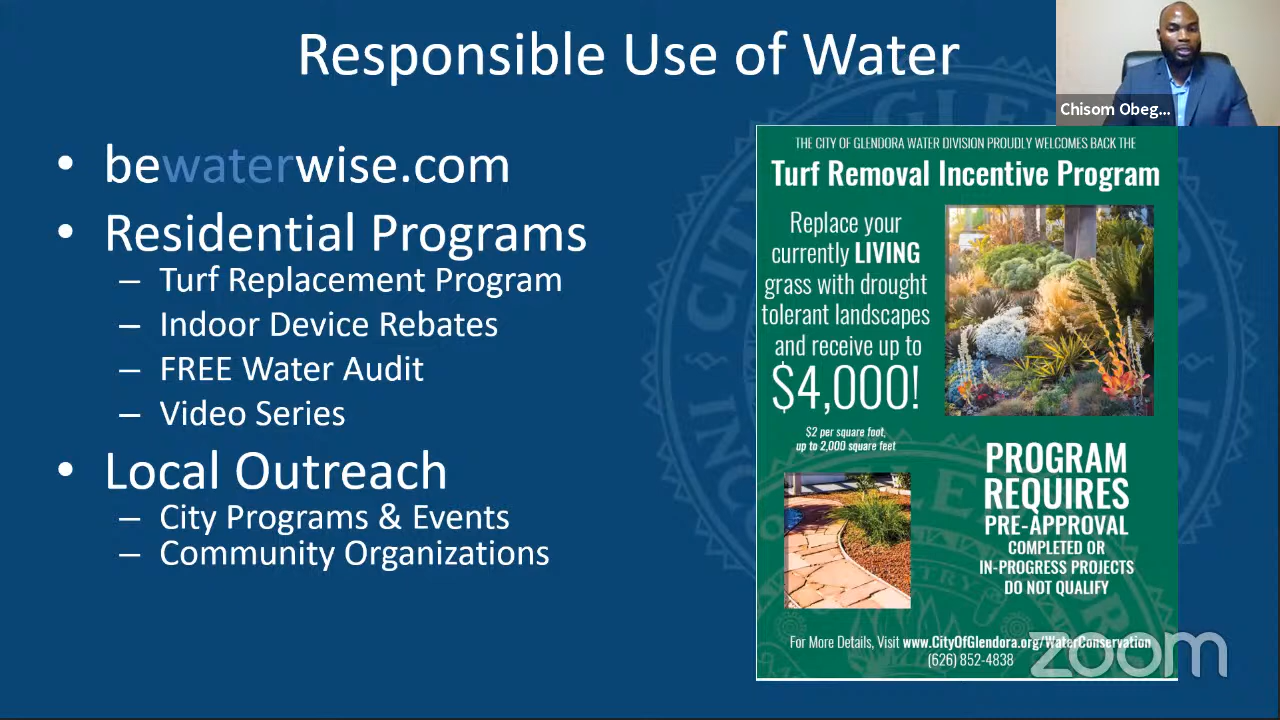 Responsible Use of Water
Chisom Obeg...
• bewaterwise.com
• Residential Programs
– Turf Replacement Program
– Indoor Device Rebates
– FREE Water Audit
– Video Series
• Local Outreach
– City Programs & Events
– Community Organizations
THE CITY OF GLENDORA WATER DIVISION PROUDLY WELCOMES BACK THE
Turf Removal Incentive Program
Replace your
currently LIVING
grass with drought
tolerant landscapes
and receive up to
$4,000!
$2 per square foot,
up to 2,000 square feet
PROGRAM
REQUIRES
PRE-APPROVAL
COMPLETED OR
IN-PROGRESS PROJECTS
DO NOT QUALIFY
For More Details, Visit www.CityOfGlendora.org/WaterConservation
(626) 852-4838
zoom